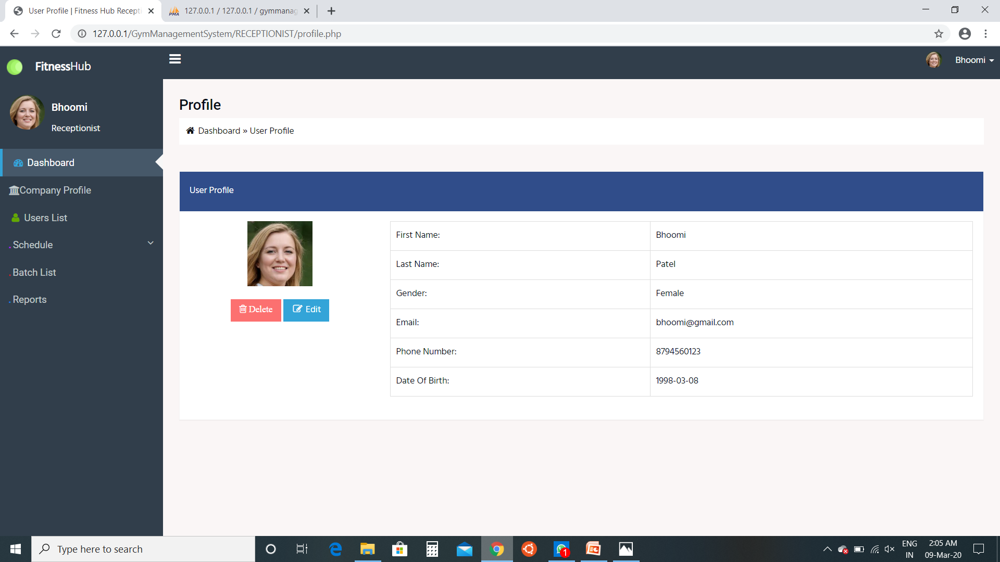 User Profile | Fitness Hub Recepti
127.0.0.1 / 127.0.0.1 / gymmanag
127.0.0.1/GymManagementSystem/RECEPTIONIST/profile.php
FitnessHub
Bhoomi
Bhoomi
Receptionist
Dashboard
Company Profile
Users List
Schedule
Batch List
Reports
Profile
Dashboard » User Profile
User Profile
Delete
Edit
First Name: Bhoomi
Last Name: Patel
Gender: Female
Email: bhoomi@gmail.com
Phone Number: 8794560123
Date Of Birth: 1998-03-08
Type here to search
1
ENG
IN
2:05 AM
09-Mar-20